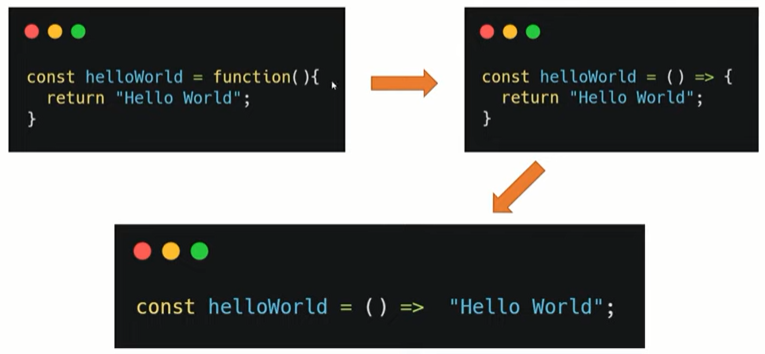 const helloWorld = function(){
return "Hello World";
}
const helloWorld = () => {
return "Hello World";
}
const helloWorld = () =>  "Hello World";